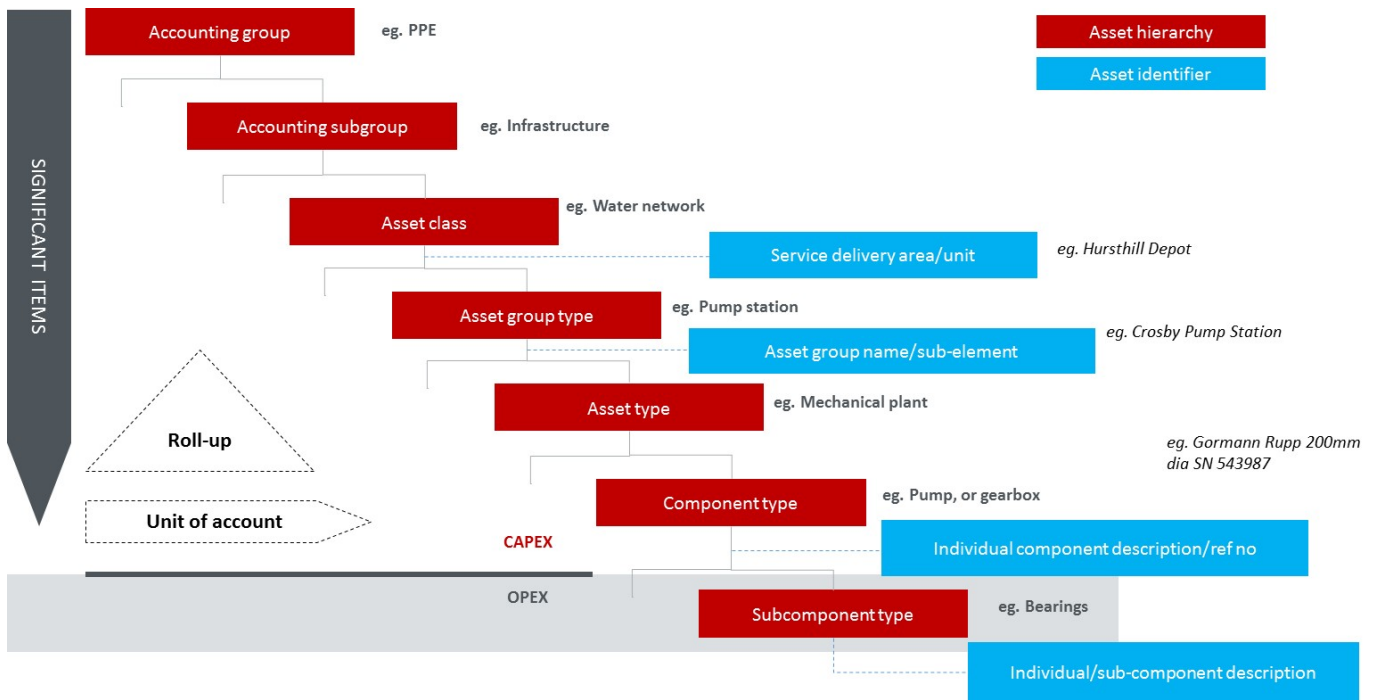 Accounting group
eg. PPE
Asset hierarchy
Asset identifier
Accounting subgroup
eg. Infrastructure
SIGNIFICANT ITEMS
Asset class
eg. Water network
Service delivery area/unit
eg. Hursthill Depot
Asset group type
eg. Pump station
Asset group name/sub-element
eg. Crosby Pump Station
Asset type
eg. Mechanical plant
Roll-up
eg. Gormann Rupp 200mm
dia SN 543987
Component type
eg. Pump, or gearbox
Unit of account
CAPEX
Individual component description/ref no
OPEX
Subcomponent type
eg. Bearings
Individual/sub-component description